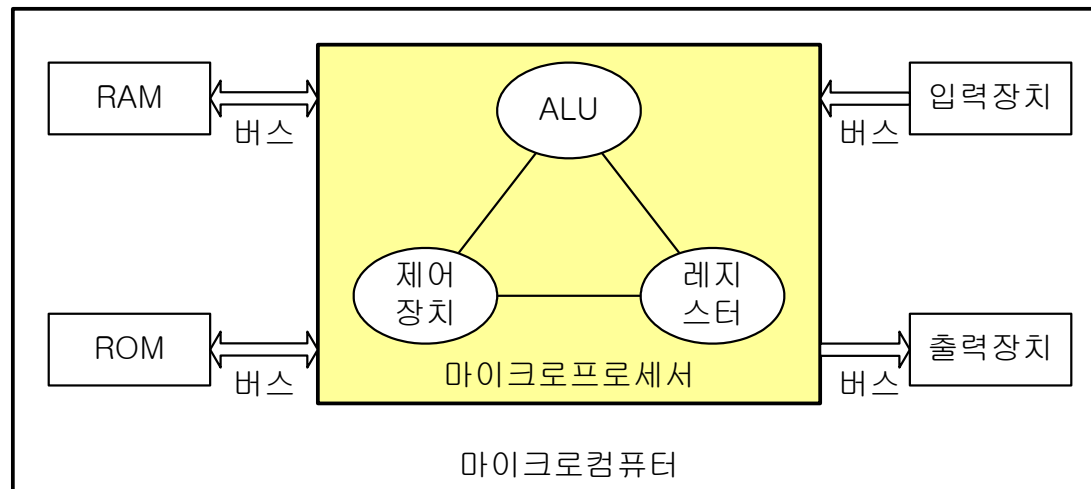 RAM
버스
ALU
입력장치
버스
제어
장치
레지
스터
ROM
버스
마이크로프로세서
출력장치
버스
마이크로컴퓨터